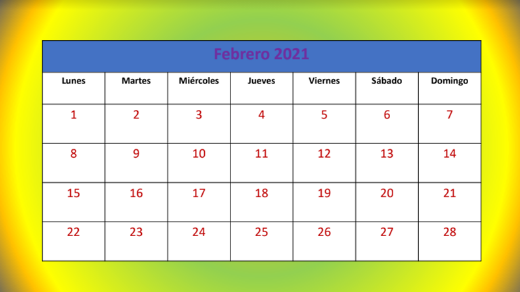 Febrero 2021
Lunes Martes Miércoles Jueves Viernes Sábado Domingo
1 2 3 4 5 6 7
8 9 10 11 12 13 14
15 16 17 18 19 20 21
22 23 24 25 26 27 28